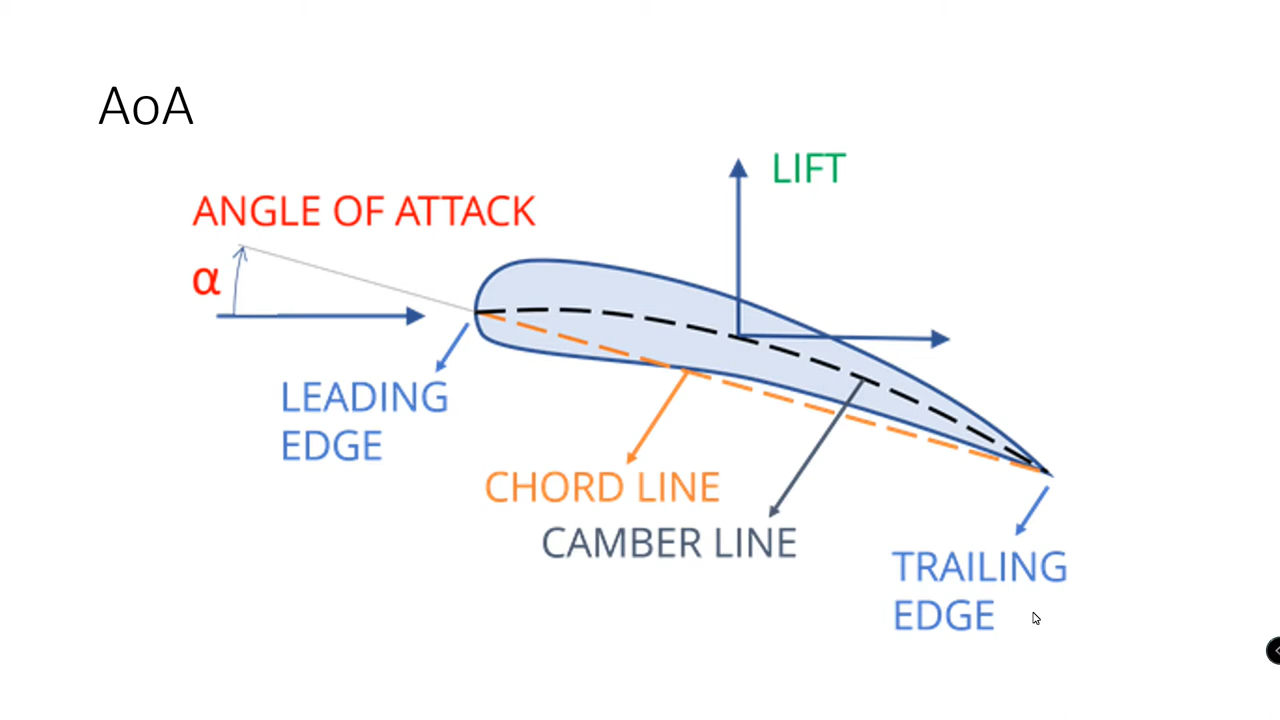 AoA
LIFT
ANGLE OF ATTACK
α
LEADING
EDGE
CHORD LINE
CAMBER LINE
TRAILING
EDGE